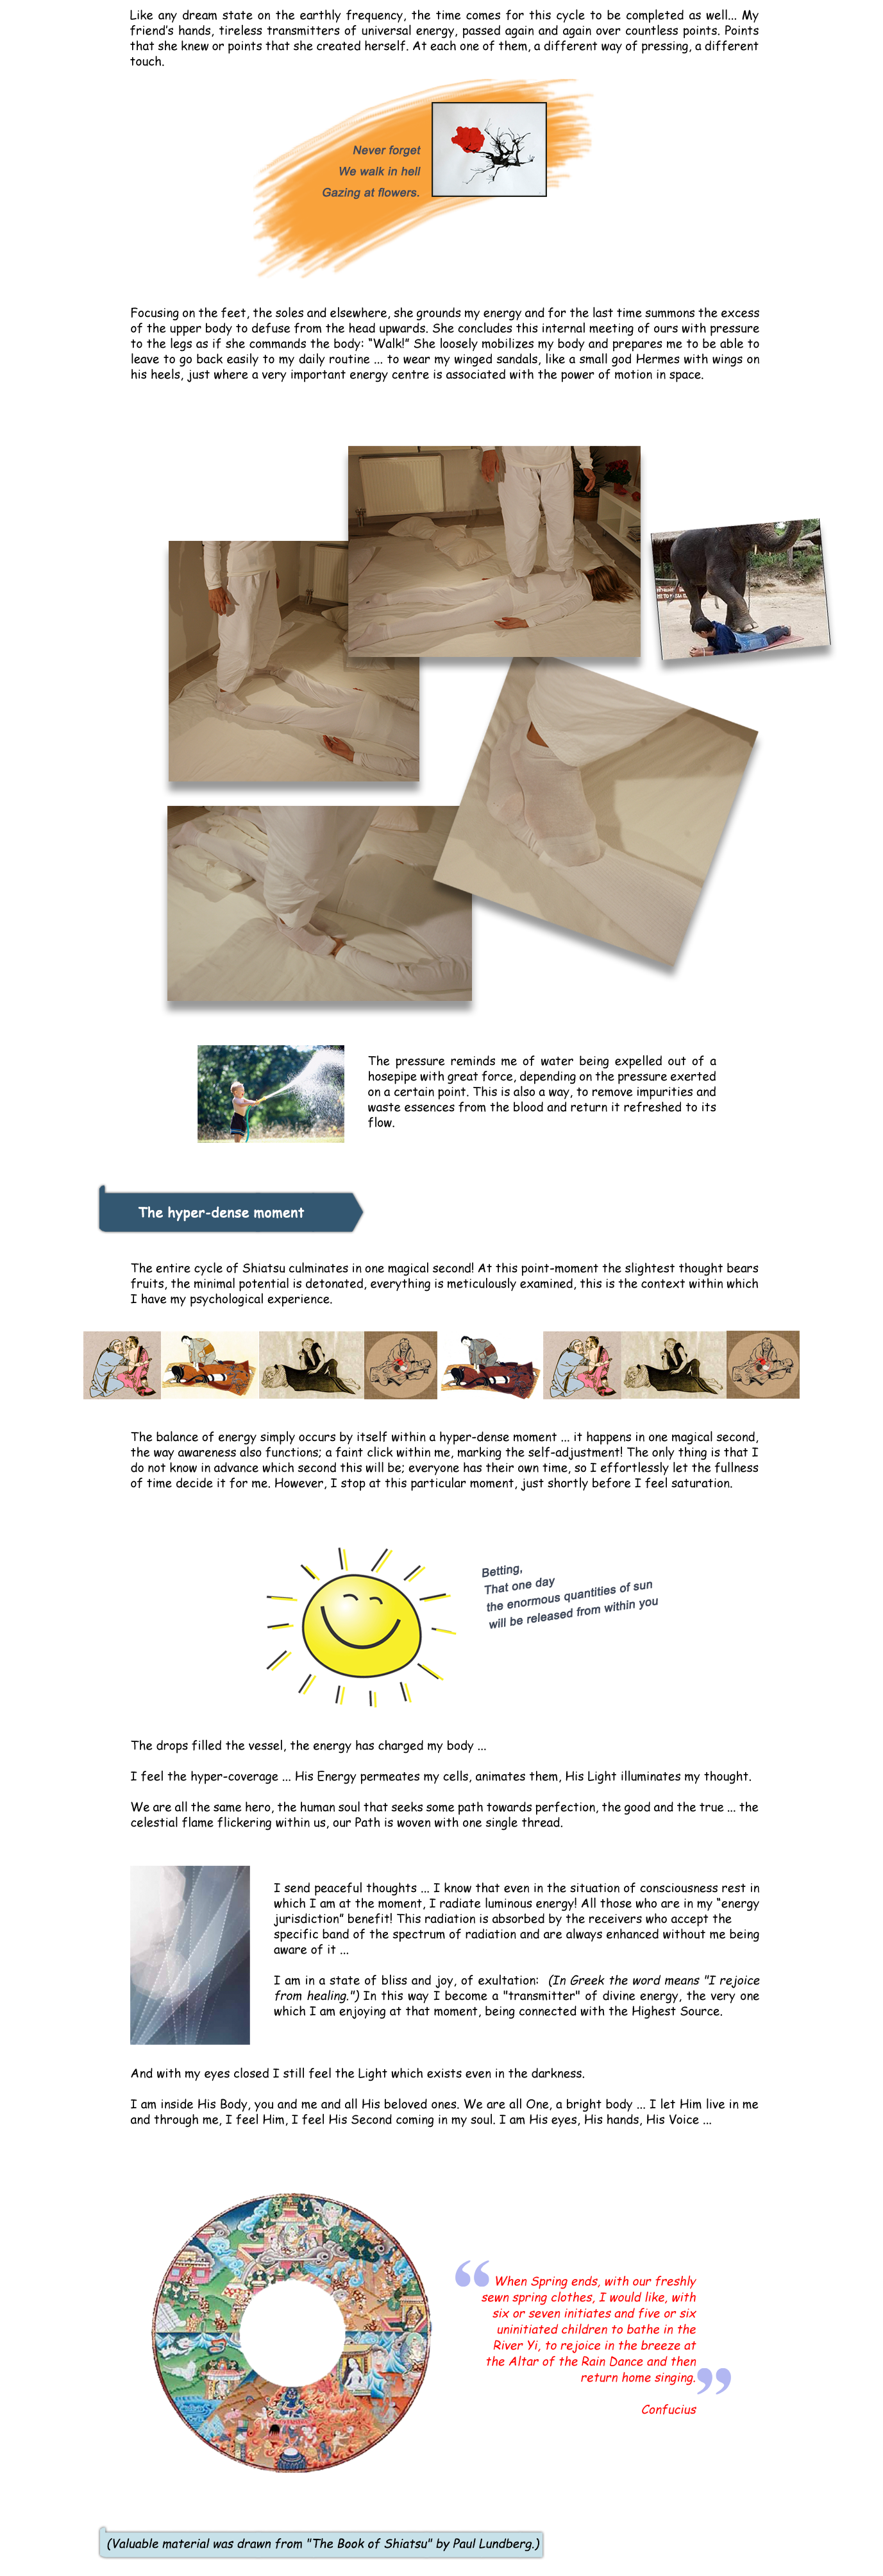 Like any dream state on the earthly frequency, the time comes for this cycle to be completed as well... My
friend's hands, tireless transmitters of universal energy, passed again and again over countless points. Points
that she knew or points that she created herself. At each one of them, a different way of pressing, a different
touch.
Never forget
We walk in hell
Gazing at flowers.
Focusing on the feet, the soles and elsewhere, she grounds my energy and for the last time summons the excess
of the upper body to defuse from the head upwards. She concludes this internal meeting of ours with pressure
to the legs as if she commands the body: “Walk!” She loosely mobilizes my body and prepares me to be able to
leave to go back easily to my daily routine ... to wear my winged sandals, like a small god Hermes with wings on
his heels, just where a very important energy centre is associated with the power of motion in space.
The pressure reminds me of water being expelled out of a
hosepipe with great force, depending on the pressure exerted
on a certain point. This is also a way, to remove impurities and
waste essences from the blood and return it refreshed to its
flow.
The hyper-dense moment
The entire cycle of Shiatsu culminates in one magical second! At this point-moment the slightest thought bears
fruits, the minimal potential is detonated, everything is meticulously examined, this is the context within which
I have my psychological experience.
The balance of energy simply occurs by itself within a hyper-dense moment ... it happens in one magical second,
the way awareness also functions; a faint click within me, marking the self-adjustment! The only thing is that I
do not know in advance which second this will be; everyone has their own time, so I effortlessly let the fullness
of time decide it for me. However, I stop at this particular moment, just shortly before I feel saturation.
Betting,
That one day
the enormous quantities of sun
will be released from within you
The drops filled the vessel, the energy has charged my body ...
I feel the hyper-coverage ... His Energy permeates my cells, animates them, His Light illuminates my thought.
We are all the same hero, the human soul that seeks some path towards perfection, the good and the true ... the
celestial flame flickering within us, our Path is woven with one single thread.
I send peaceful thoughts ... I know that even in the situation of consciousness rest in
which I am at the moment, I radiate luminous energy! All those who are in my “energy
jurisdiction” benefit! This radiation is absorbed by the receivers who accept the
specific band of the spectrum of radiation and are always enhanced without me being
aware of it ...
I am in a state of bliss and joy, of exultation: (In Greek the word means "I rejoice
from healing.") In this way I become a "transmitter" of divine energy, the very one
which I am enjoying at that moment, being connected with the Highest Source.
And with my eyes closed I still feel the Light which exists even in the darkness.
I am inside His Body, you and me and all His beloved ones. We are all One, a bright body ... I let Him live in me
and through me, I feel Him, I feel His Second coming in my soul. I am His eyes, His hands, His Voice ...
“When Spring ends, with our freshly
sewn spring clothes, I would like, with
six or seven initiates and five or six
uninitiated children to bathe in the
River Yi, to rejoice in the breeze at
the Altar of the Rain Dance and then
return home singing.”
Confucius
(Valuable material was drawn from "The Book of Shiatsu" by Paul Lundberg.)